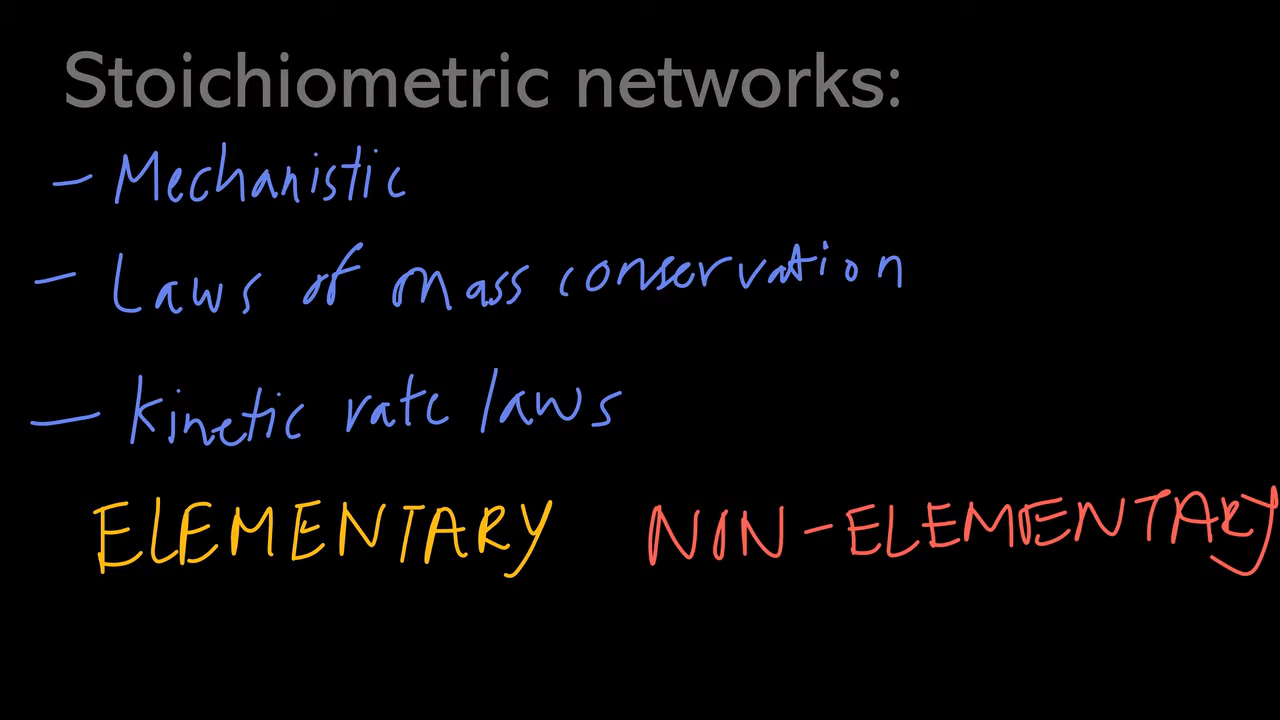 Stoichiometric networks:
- Mechanistic
- Laws of mass conservation
- Kinetic rate laws
ELEMENTARY NON-ELEMENTARY